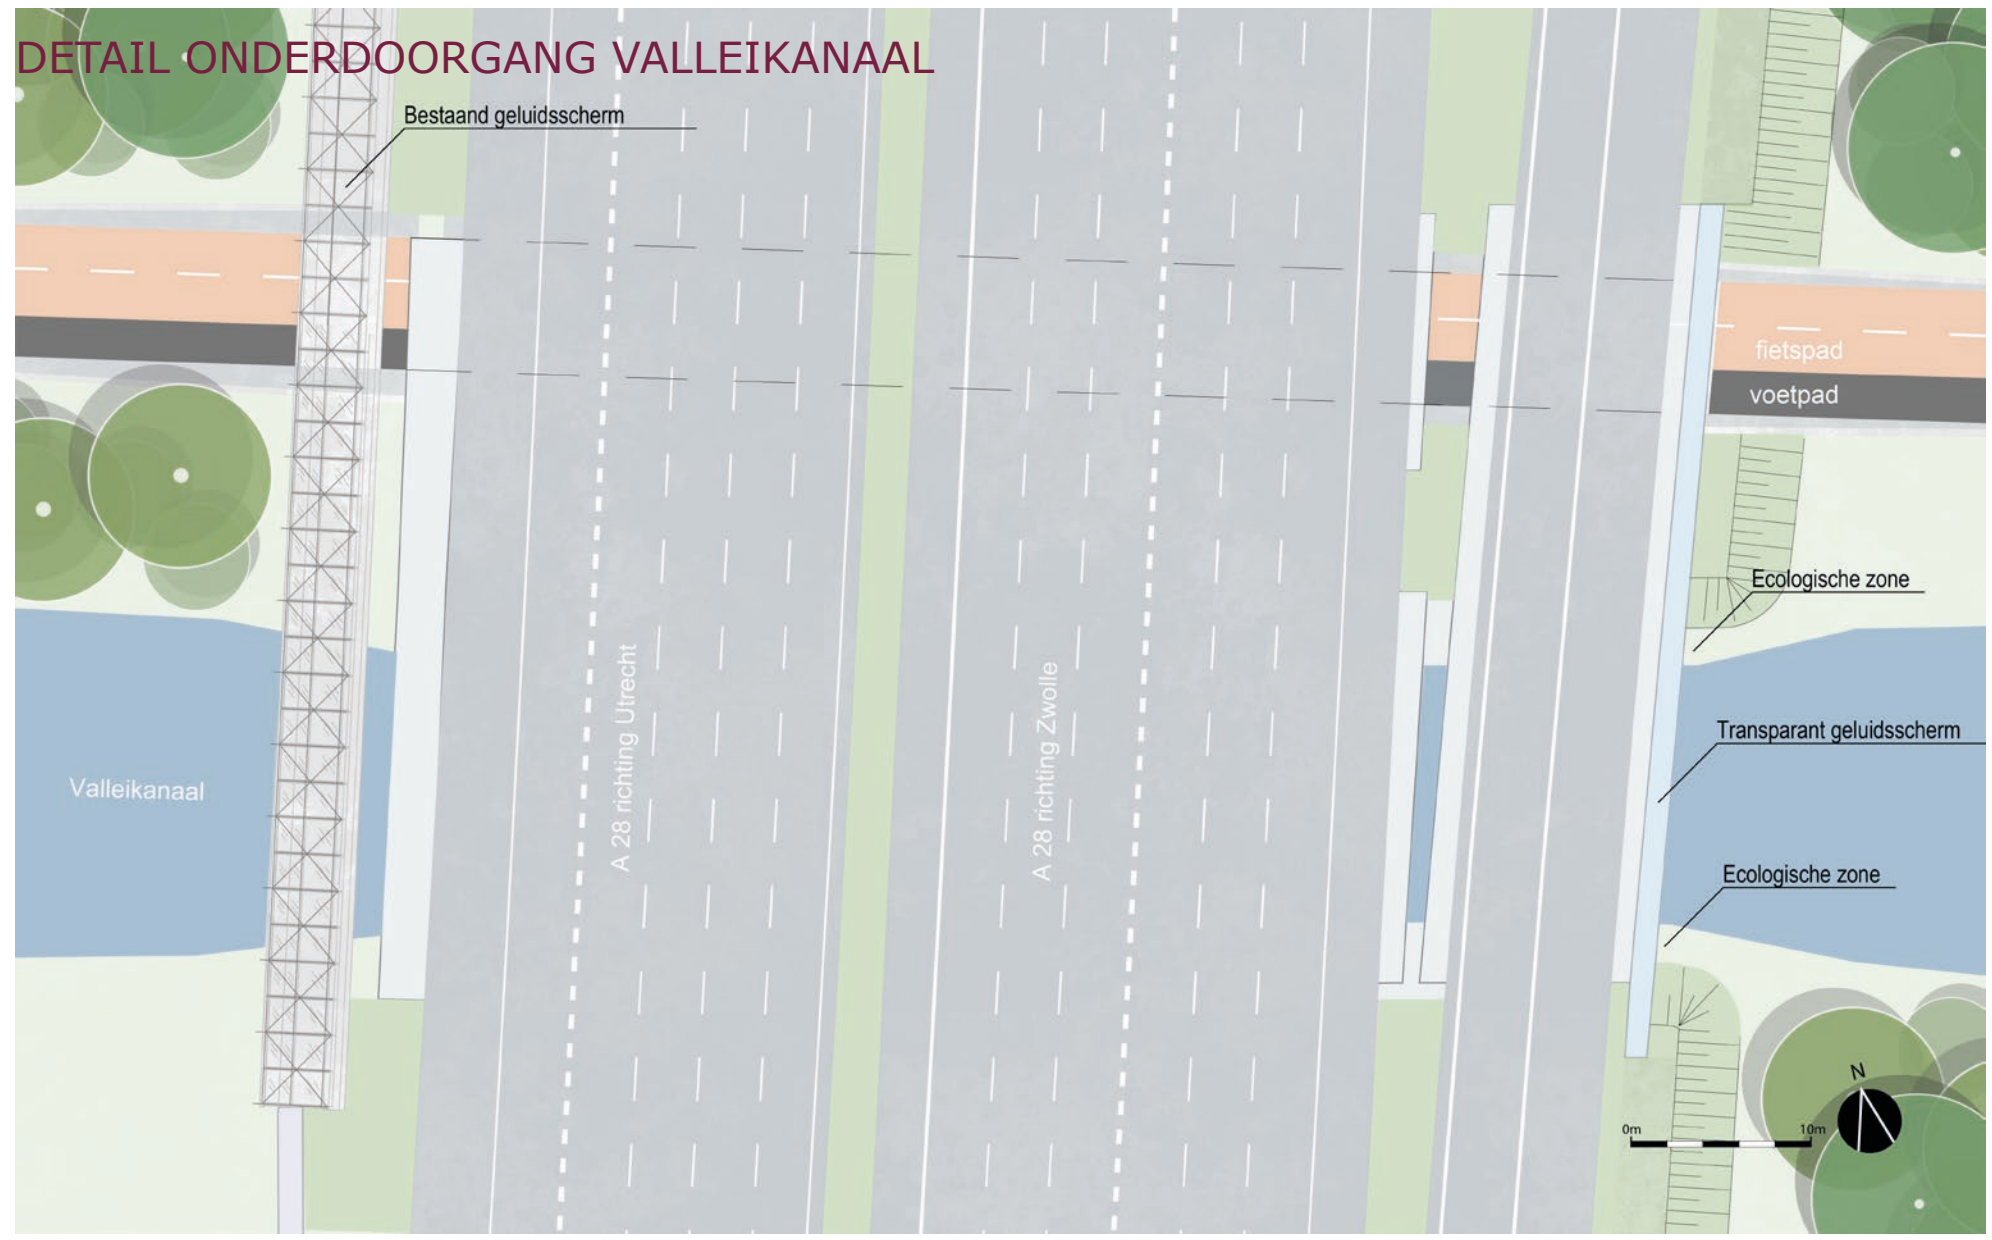 DETAIL ONDERDOORGANG VALLEIKANAAL
Bestaand geluidsscherm
fietspad
voetpad
Ecologische zone
A 28 richting Utrecht
A 28 richting Zwolle
Transparant geluidsscherm
Valleikanaal
Ecologische zone
N
0m 10m